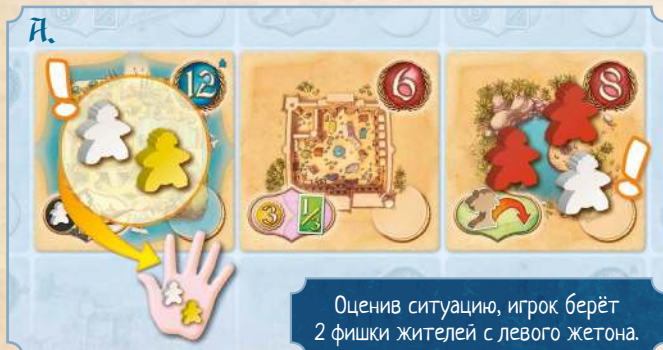 А.
!
12
6
8
!
3
1/3
Оценив ситуацию, игрок берёт
2 фишки жителей с левого жетона.